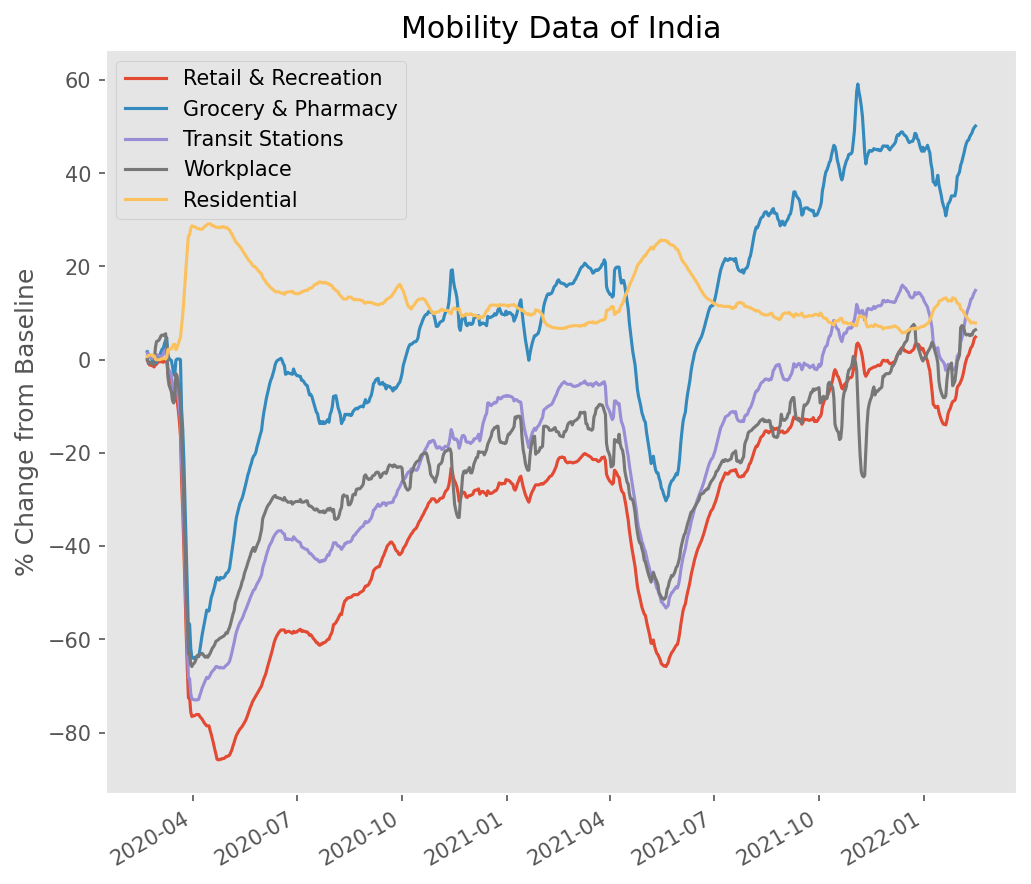 Mobility Data of India
Retail & Recreation
Grocery & Pharmacy
Transit Stations
Workplace
Residential
% Change from Baseline
60
40
20
0
−20
−40
−60
−80
2020-04
2020-07
2020-10
2021-01
2021-04
2021-07
2021-10
2022-01